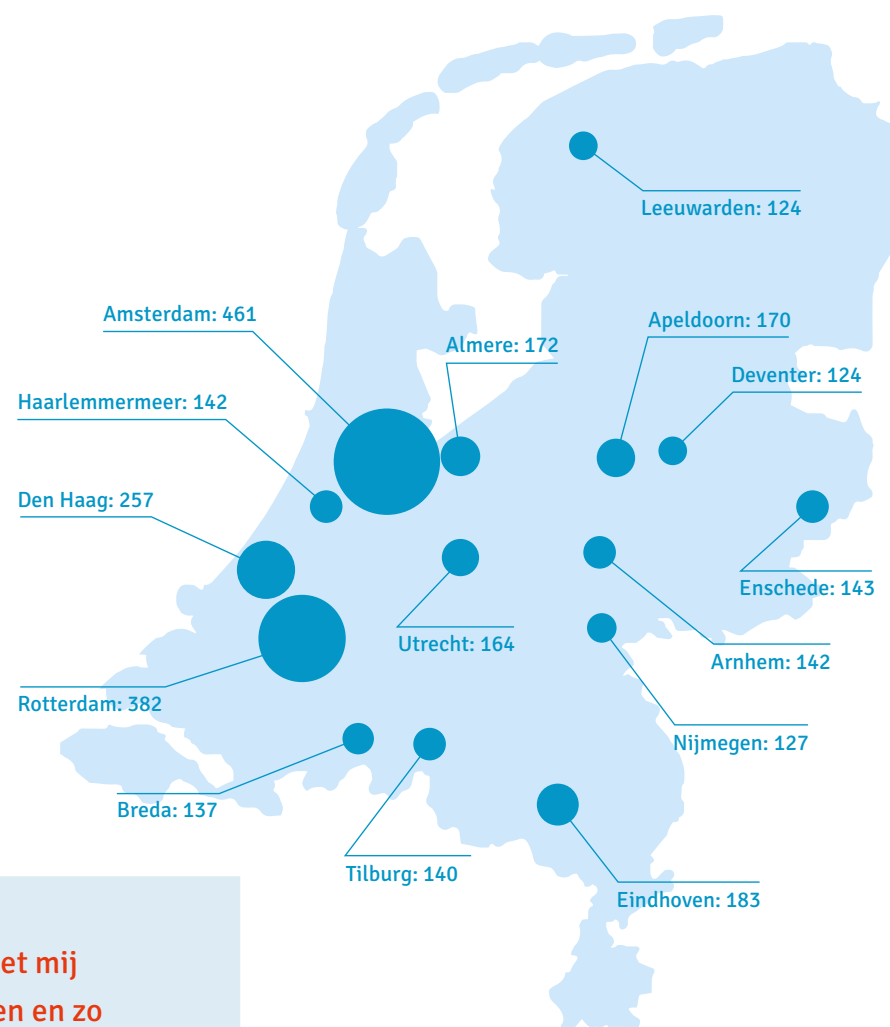 Leeuwarden: 124
Amsterdam: 461
Apeldoorn: 170
Almere: 172
Deventer: 124
Haarlemmermeer: 142
Den Haag: 257
Enschede: 143
Utrecht: 164
Arnhem: 142
Rotterdam: 382
Nijmegen: 127
Breda: 137
Tilburg: 140
Eindhoven: 183
et mij
en en zo